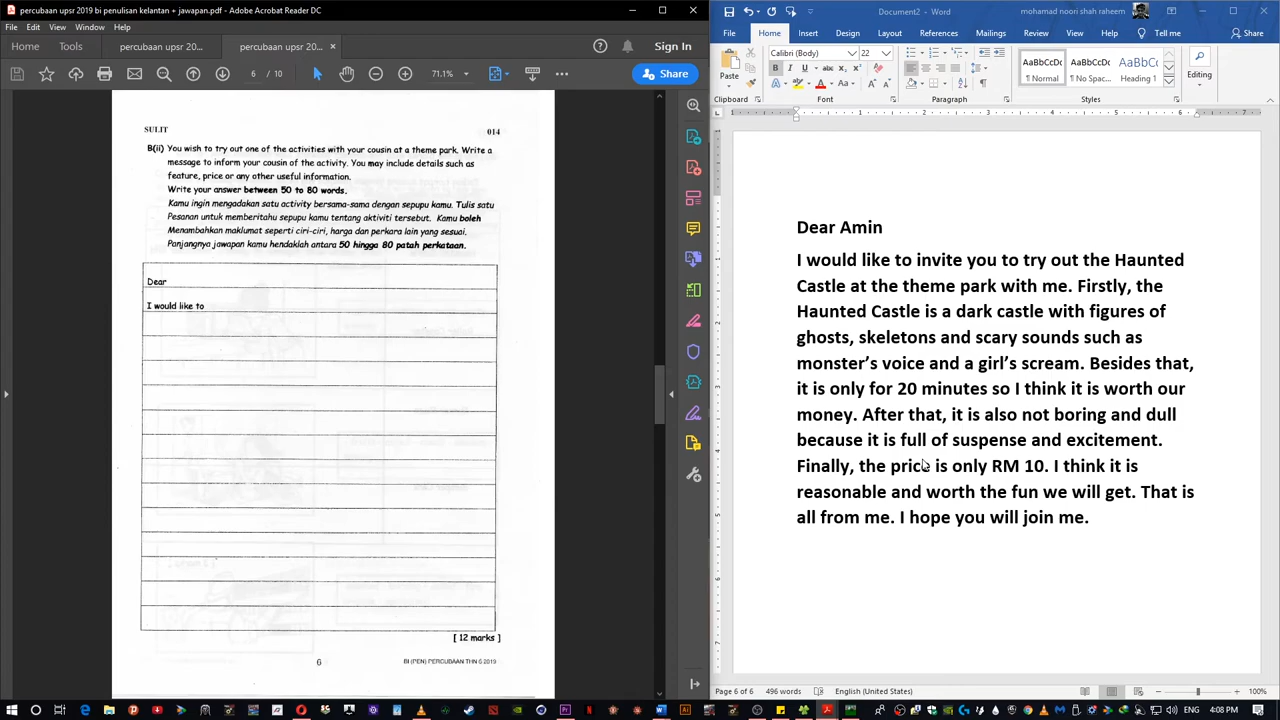 percubaan upsr 2019 bi penulisan kelantan + jawapan.pdf - Adobe Acrobat Reader DC
File Edit View Window Help
Home percubaan upsr 20... percubaan upsr 20... × Sign In
6 / 10 71.1% Share
SULIT 014
B(ii) You wish to try out one of the activities with your cousin at a theme park. Write a
message to inform your cousin of the activity. You may include details such as
feature, price or any other useful information.
Write your answer between 50 to 80 words.
Kamu ingin mengadakan satu activity bersama-sama dengan sepupu kamu. Tulis satu
Pesanan untuk memberitahu sepupu kamu tentang aktiviti tersebut. Kamu boleh
Menambahkan maklumat seperti ciri-ciri, harga dan perkara lain yang sesuai.
Panjangnya jawapan kamu hendaklah antara 50 hingga 80 patah perkataan.
Dear
I would like to
[ 12 marks ]
6 BI (PEN) PERCUBAAN THN 6 2019
Document2 - Word mohamad noori shah raheem
File Home Insert Design Layout References Mailings Review View Help Tell me Share
Paste Calibri (Body) 22 AaBbCcDc AaBbCcDc AaBbCc Editing
B I U abc
¶ Normal ¶ No Spac... Heading 1
Clipboard Font Paragraph Styles
Dear Amin
I would like to invite you to try out the Haunted
Castle at the theme park with me. Firstly, the
Haunted Castle is a dark castle with figures of
ghosts, skeletons and scary sounds such as
monster’s voice and a girl’s scream. Besides that,
it is only for 20 minutes so I think it is worth our
money. After that, it is also not boring and dull
because it is full of suspense and excitement.
Finally, the price is only RM 10. I think it is
reasonable and worth the fun we will get. That is
all from me. I hope you will join me.
Page 6 of 6 496 words English (United States) 100%
ENG 4:08 PM